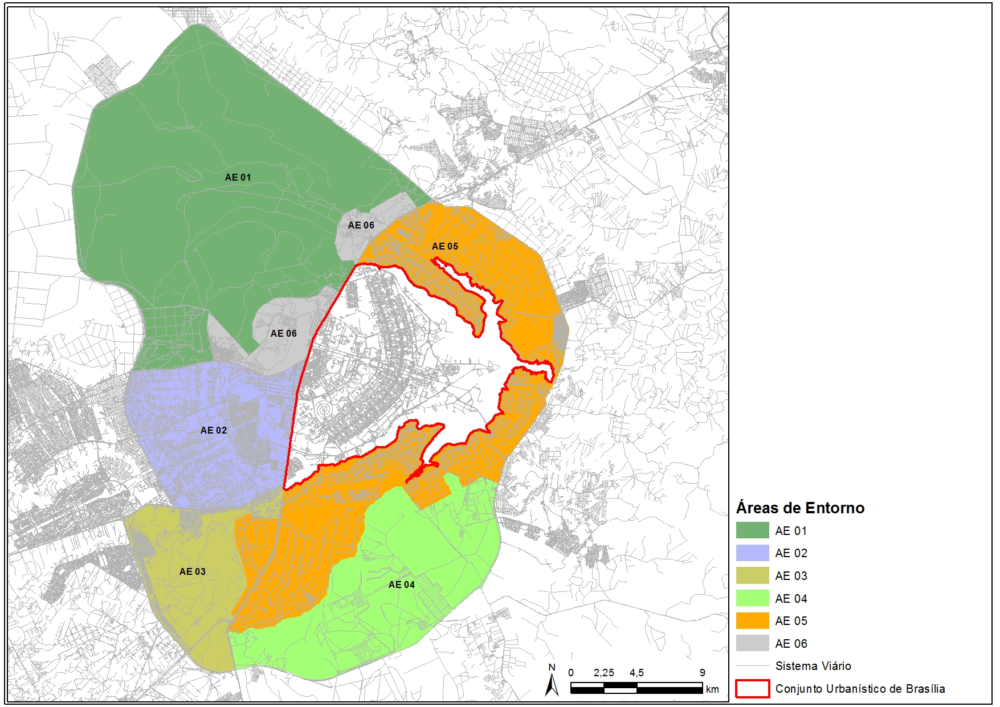 AE 01
AE 06
AE 05
AE 06
AE 02
AE 03
AE 04
N
0 2,25 4,5 9
km
Áreas de Entorno
AE 01
AE 02
AE 03
AE 04
AE 05
AE 06
Sistema Viário
Conjunto Urbanístico de Brasília